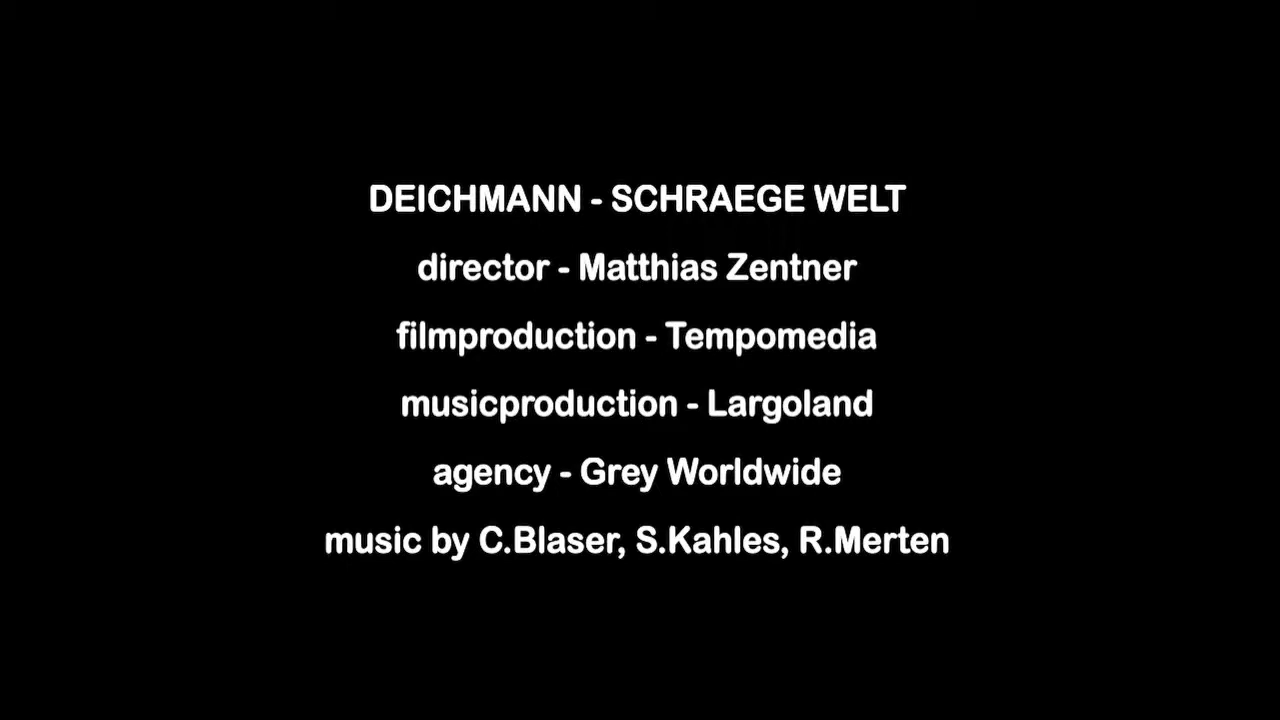 DEICHMANN - SCHRAEGE WELT
director - Matthias Zentner
filmproduction - Tempomedia
musicproduction - Largoland
agency - Grey Worldwide
music by C.Blaser, S.Kahles, R.Merten